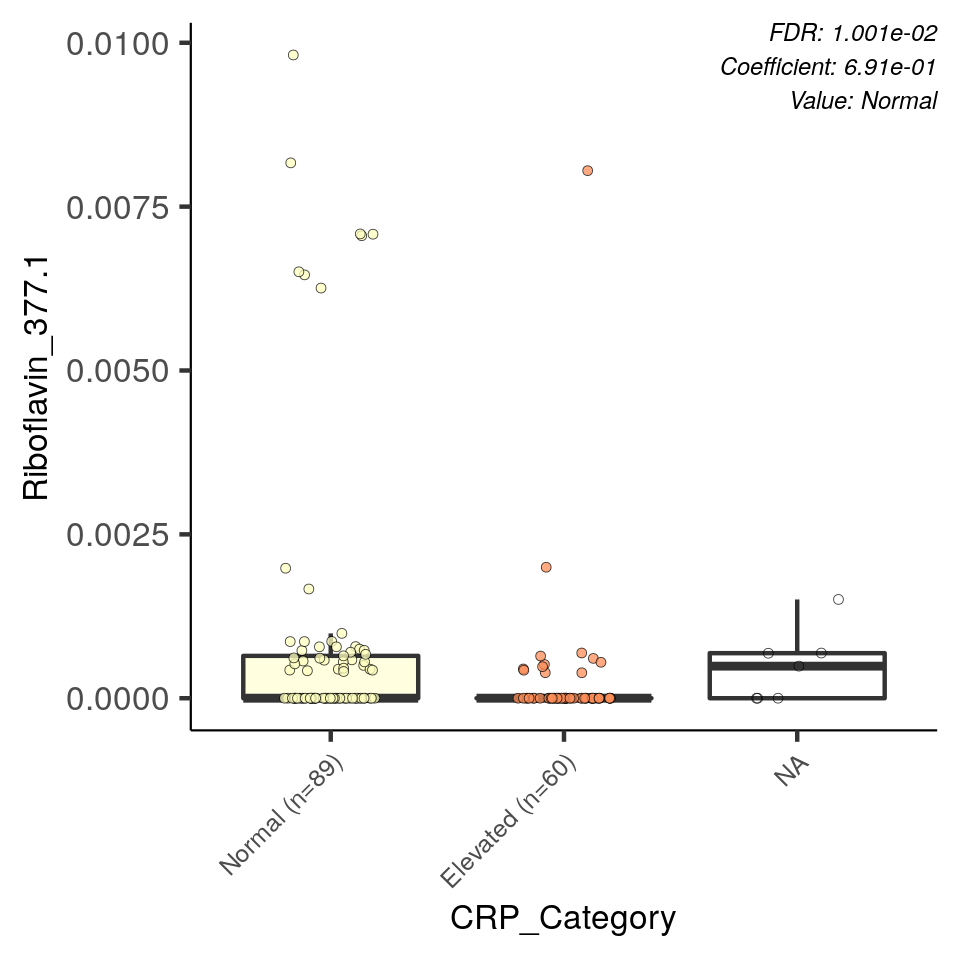 FDR: 1.001e-02
Coefficient: 6.91e-01
Value: Normal
0.0100
0.0075
0.0050
0.0025
0.0000
Riboflavin_377.1
Normal (n=89)
Elevated (n=60)
NA
CRP_Category